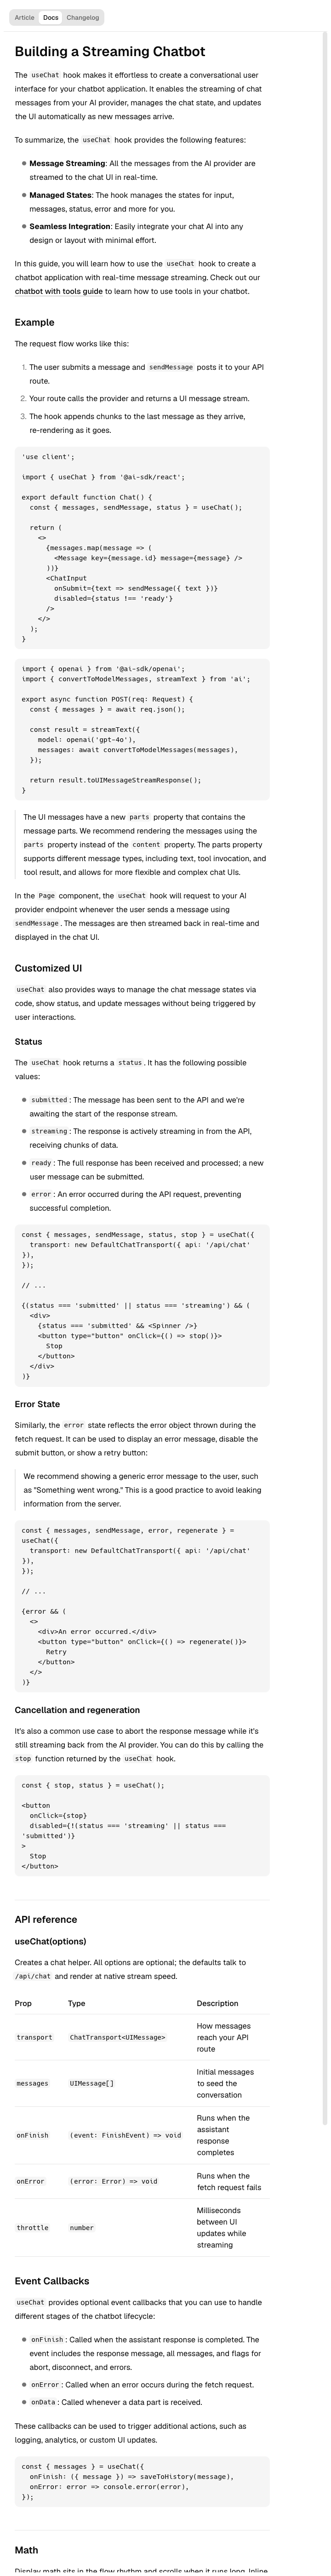 Article Docs Changelog
Building a Streaming Chatbot
The useChat hook makes it effortless to create a conversational user
interface for your chatbot application. It enables the streaming of chat
messages from your AI provider, manages the chat state, and updates
the UI automatically as new messages arrive.
To summarize, the useChat hook provides the following features:
Message Streaming: All the messages from the AI provider are
streamed to the chat UI in real-time.
Managed States: The hook manages the states for input,
messages, status, error and more for you.
Seamless Integration: Easily integrate your chat AI into any
design or layout with minimal effort.
In this guide, you will learn how to use the useChat hook to create a
chatbot application with real-time message streaming. Check out our
chatbot with tools guide to learn how to use tools in your chatbot.
Example
The request flow works like this:
1. The user submits a message and sendMessage posts it to your API
route.
2. Your route calls the provider and returns a UI message stream.
3. The hook appends chunks to the last message as they arrive,
re-rendering as it goes.
'use client';
import { useChat } from '@ai-sdk/react';
export default function Chat() {
const { messages, sendMessage, status } = useChat();
return (
<>
{messages.map(message => (
<Message key={message.id} message={message} />
))}
<ChatInput
onSubmit={text => sendMessage({ text })}
disabled={status !== 'ready'}
/>
</>
);
}
import { openai } from '@ai-sdk/openai';
import { convertToModelMessages, streamText } from 'ai';
export async function POST(req: Request) {
const { messages } = await req.json();
const result = streamText({
model: openai('gpt-4o'),
messages: await convertToModelMessages(messages),
});
return result.toUIMessageStreamResponse();
}
The UI messages have a new parts property that contains the
message parts. We recommend rendering the messages using the
parts property instead of the content property. The parts property
supports different message types, including text, tool invocation, and
tool result, and allows for more flexible and complex chat UIs.
In the Page component, the useChat hook will request to your AI
provider endpoint whenever the user sends a message using
sendMessage. The messages are then streamed back in real-time and
displayed in the chat UI.
Customized UI
useChat also provides ways to manage the chat message states via
code, show status, and update messages without being triggered by
user interactions.
Status
The useChat hook returns a status. It has the following possible
values:
submitted: The message has been sent to the API and we're
awaiting the start of the response stream.
streaming: The response is actively streaming in from the API,
receiving chunks of data.
ready: The full response has been received and processed; a new
user message can be submitted.
error: An error occurred during the API request, preventing
successful completion.
const { messages, sendMessage, status, stop } = useChat({
transport: new DefaultChatTransport({ api: '/api/chat'
}),
});
// ...
{(status === 'submitted' || status === 'streaming') && (
<div>
{status === 'submitted' && <Spinner />}
<button type="button" onClick={() => stop()}>
Stop
</button>
</div>
)}
Error State
Similarly, the error state reflects the error object thrown during the
fetch request. It can be used to display an error message, disable the
submit button, or show a retry button:
We recommend showing a generic error message to the user, such
as "Something went wrong." This is a good practice to avoid leaking
information from the server.
const { messages, sendMessage, error, regenerate } =
useChat({
transport: new DefaultChatTransport({ api: '/api/chat'
}),
});
// ...
{error && (
<>
<div>An error occurred.</div>
<button type="button" onClick={() => regenerate()}>
Retry
</button>
</>
)}
Cancellation and regeneration
It's also a common use case to abort the response message while it's
still streaming back from the AI provider. You can do this by calling the
stop function returned by the useChat hook.
const { stop, status } = useChat();
<button
onClick={stop}
disabled={!(status === 'streaming' || status ===
'submitted')}
>
Stop
</button>
API reference
useChat(options)
Creates a chat helper. All options are optional; the defaults talk to
/api/chat and render at native stream speed.
Prop Type Description
transport ChatTransport<UIMessage> How messages
reach your API
route
messages UIMessage[] Initial messages
to seed the
conversation
onFinish (event: FinishEvent) => void Runs when the
assistant
response
completes
onError (error: Error) => void Runs when the
fetch request fails
throttle number Milliseconds
between UI
updates while
streaming
Event Callbacks
useChat provides optional event callbacks that you can use to handle
different stages of the chatbot lifecycle:
onFinish: Called when the assistant response is completed. The
event includes the response message, all messages, and flags for
abort, disconnect, and errors.
onError: Called when an error occurs during the fetch request.
onData: Called whenever a data part is received.
These callbacks can be used to trigger additional actions, such as
logging, analytics, or custom UI updates.
const { messages } = useChat({
onFinish: ({ message }) => saveToHistory(message),
onError: error => console.error(error),
});
Math
Display math sits in the flow rhythm and scrolls when it runs long. Inline